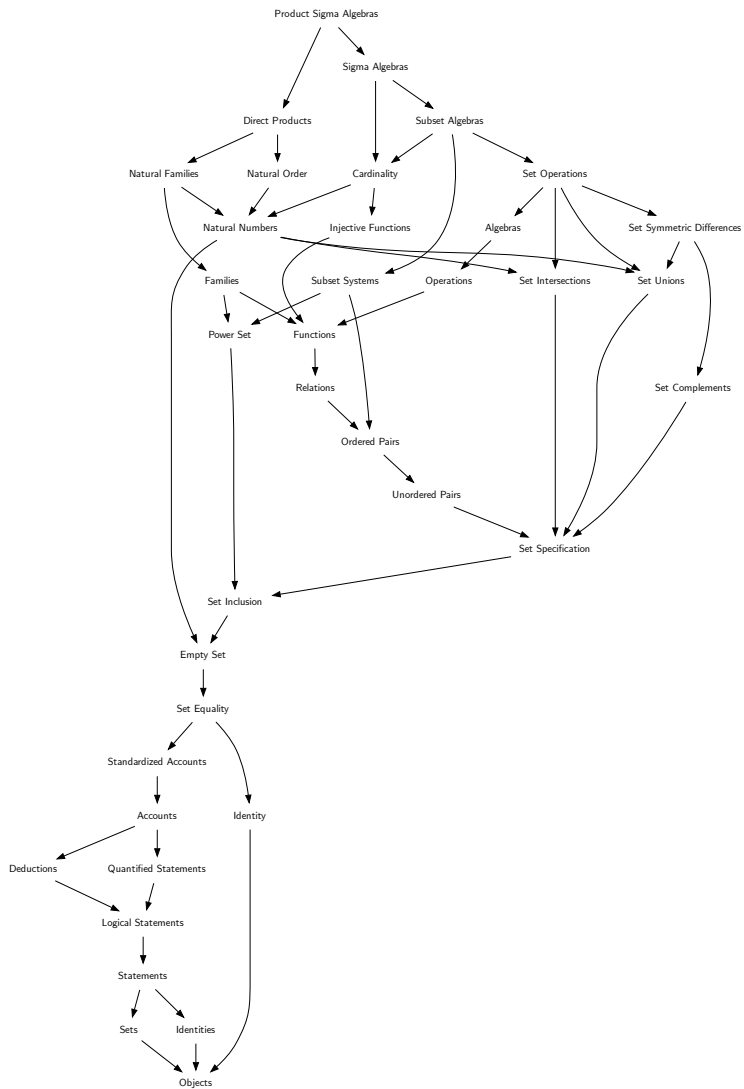 Product Sigma Algebras
Sigma Algebras
Direct Products
Subset Algebras
Natural Families
Natural Order
Cardinality
Set Operations
Natural Numbers
Injective Functions
Algebras
Set Symmetric Differences
Families
Subset Systems
Operations
Set Intersections
Set Unions
Power Set
Functions
Relations
Set Complements
Ordered Pairs
Unordered Pairs
Set Specification
Set Inclusion
Empty Set
Set Equality
Standardized Accounts
Accounts
Identity
Deductions
Quantified Statements
Logical Statements
Statements
Sets
Identities
Objects